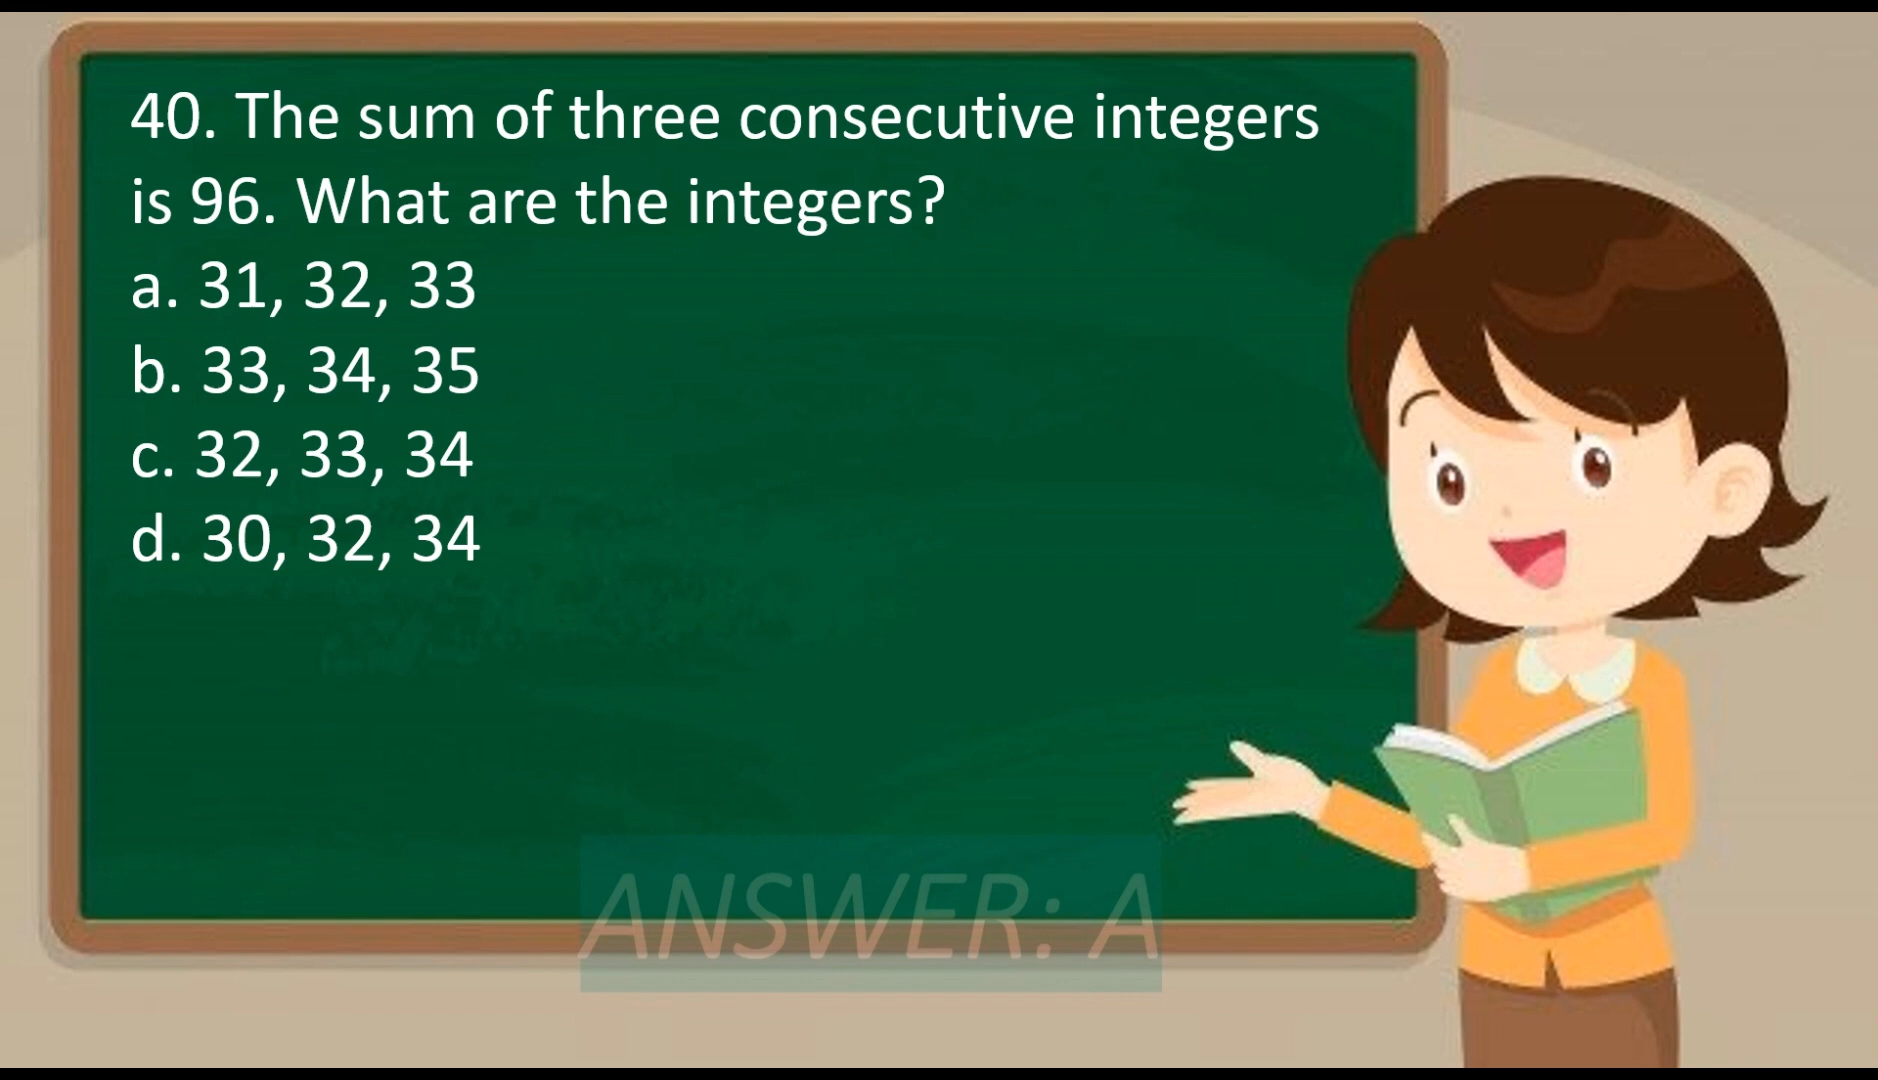 40. The sum of three consecutive integers
is 96. What are the integers?
a. 31, 32, 33
b. 33, 34, 35
c. 32, 33, 34
d. 30, 32, 34
ANSWER: A